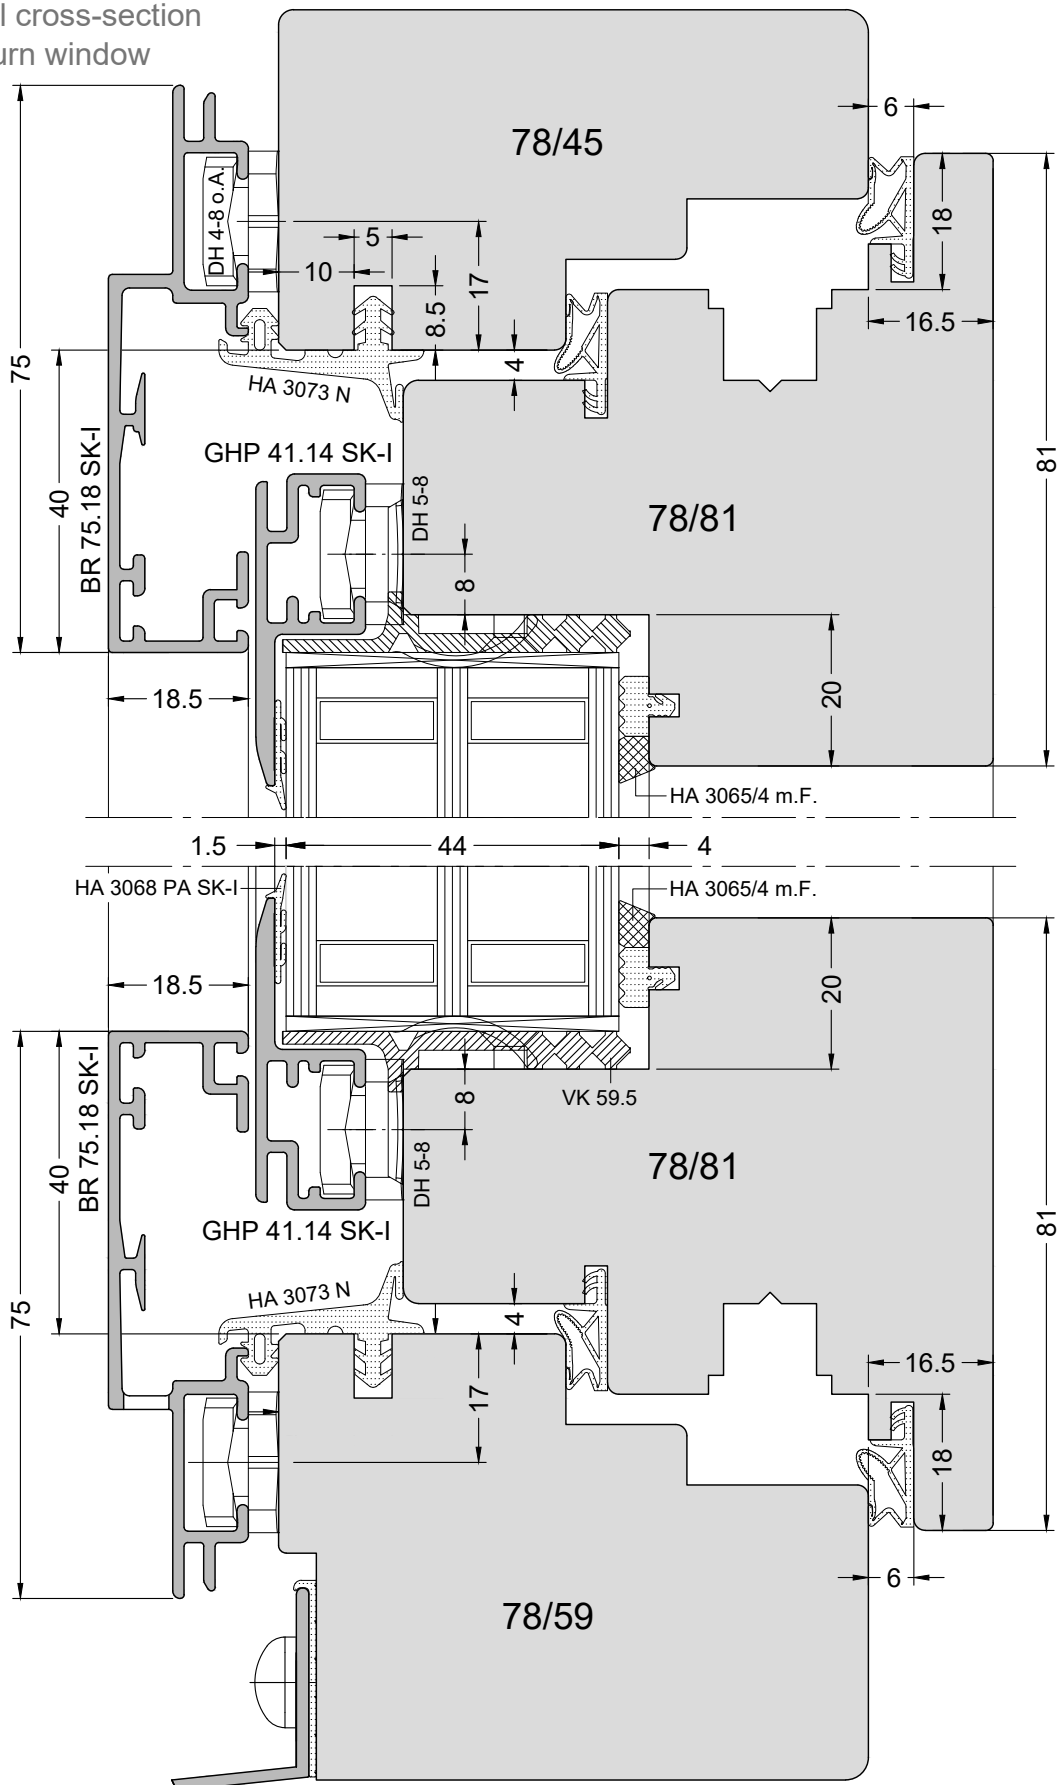 l cross-section
urn window
78/45
6
75
DH 4-8 o.A.
5
10
8.5
17
18
16.5
4
HA 3073 N
GHP 41.14 SK-I
BR 75.18 SK-I
40
DH 5-8
8
78/81
81
18.5
20
HA 3065/4 m.F.
1.5
44
4
HA 3068 PA SK-I
HA 3065/4 m.F.
18.5
20
BR 75.18 SK-I
40
8
VK 59.5
DH 5-8
78/81
81
GHP 41.14 SK-I
HA 3073 N
75
4
17
16.5
18
6
78/59